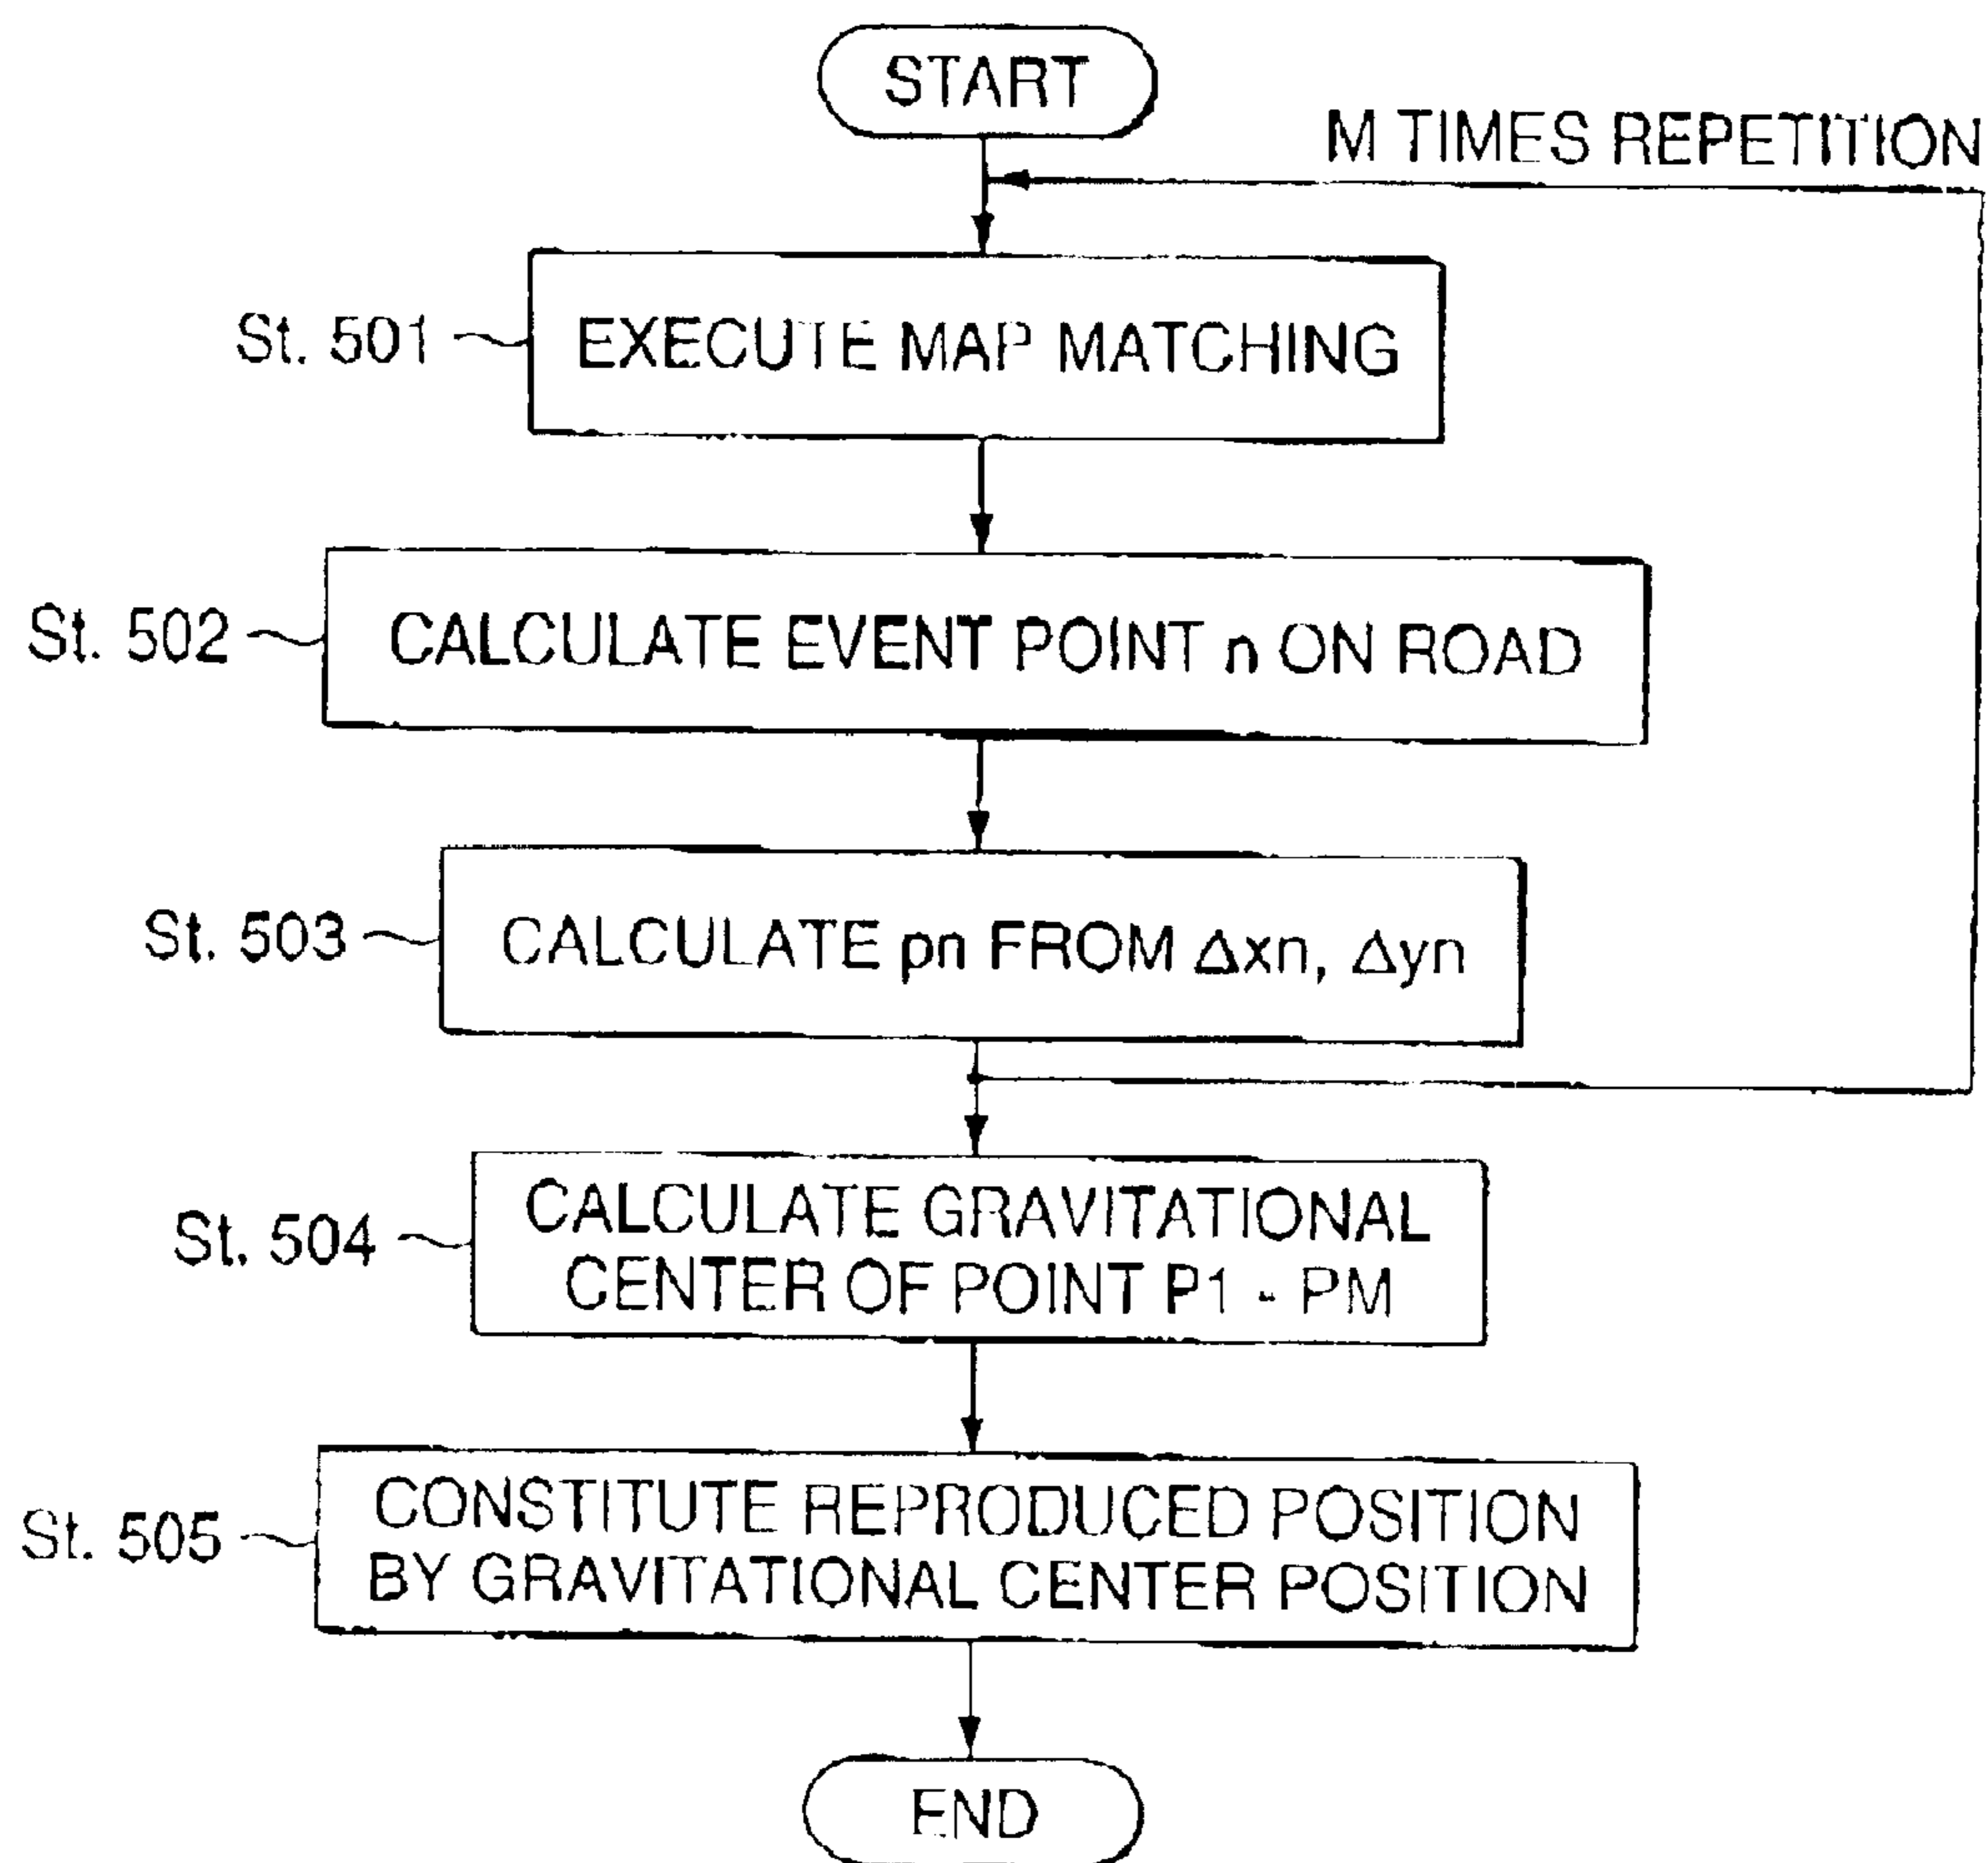 START
M TIMES REPETITION
St. 501
EXECUTE MAP MATCHING
St. 502
CALCULATE EVENT POINT n ON ROAD
St. 503
CALCULATE pn FROM Δxn, Δyn
St. 504
CALCULATE GRAVITATIONAL
CENTER OF POINT P1 - PM
St. 505
CONSTITUTE REPRODUCED POSITION
BY GRAVITATIONAL CENTER POSITION
END